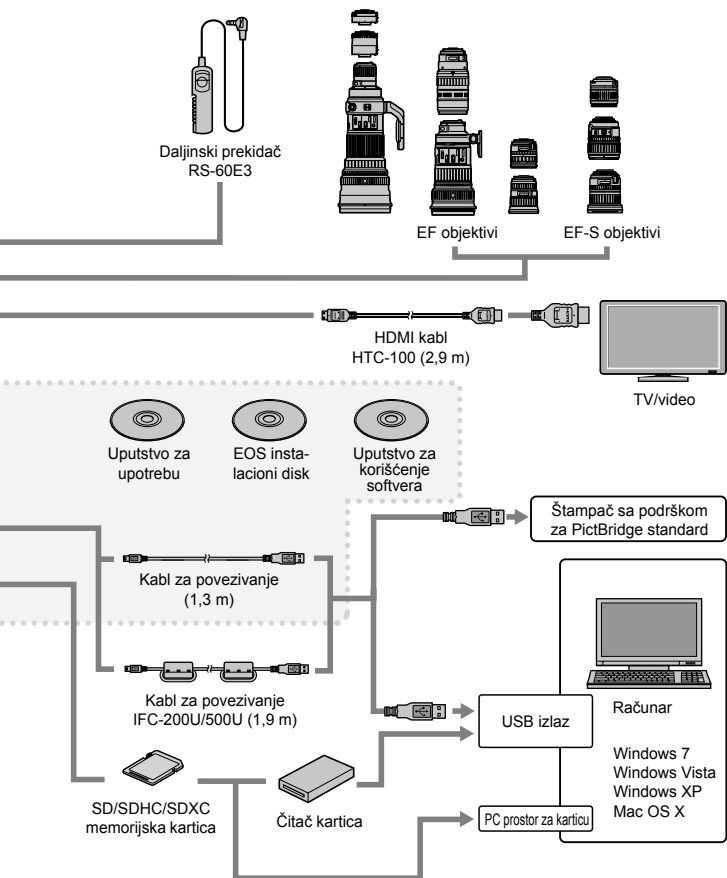 Daljinski prekidač
RS-60E3
EF objektivi
EF-S objektivi
HDMI kabl
HTC-100 (2,9 m)
TV/video
Uputstvo za
upotrebu
EOS insta-
lacioni disk
Uputstvo za
korišćenje
softvera
Štampač sa podrškom
za PictBridge standard
Kabl za povezivanje
(1,3 m)
Kabl za povezivanje
IFC-200U/500U (1,9 m)
USB izlaz
Računar
Windows 7
Windows Vista
Windows XP
Mac OS X
SD/SDHC/SDXC
memorijska kartica
Čitač kartica
PC prostor za karticu